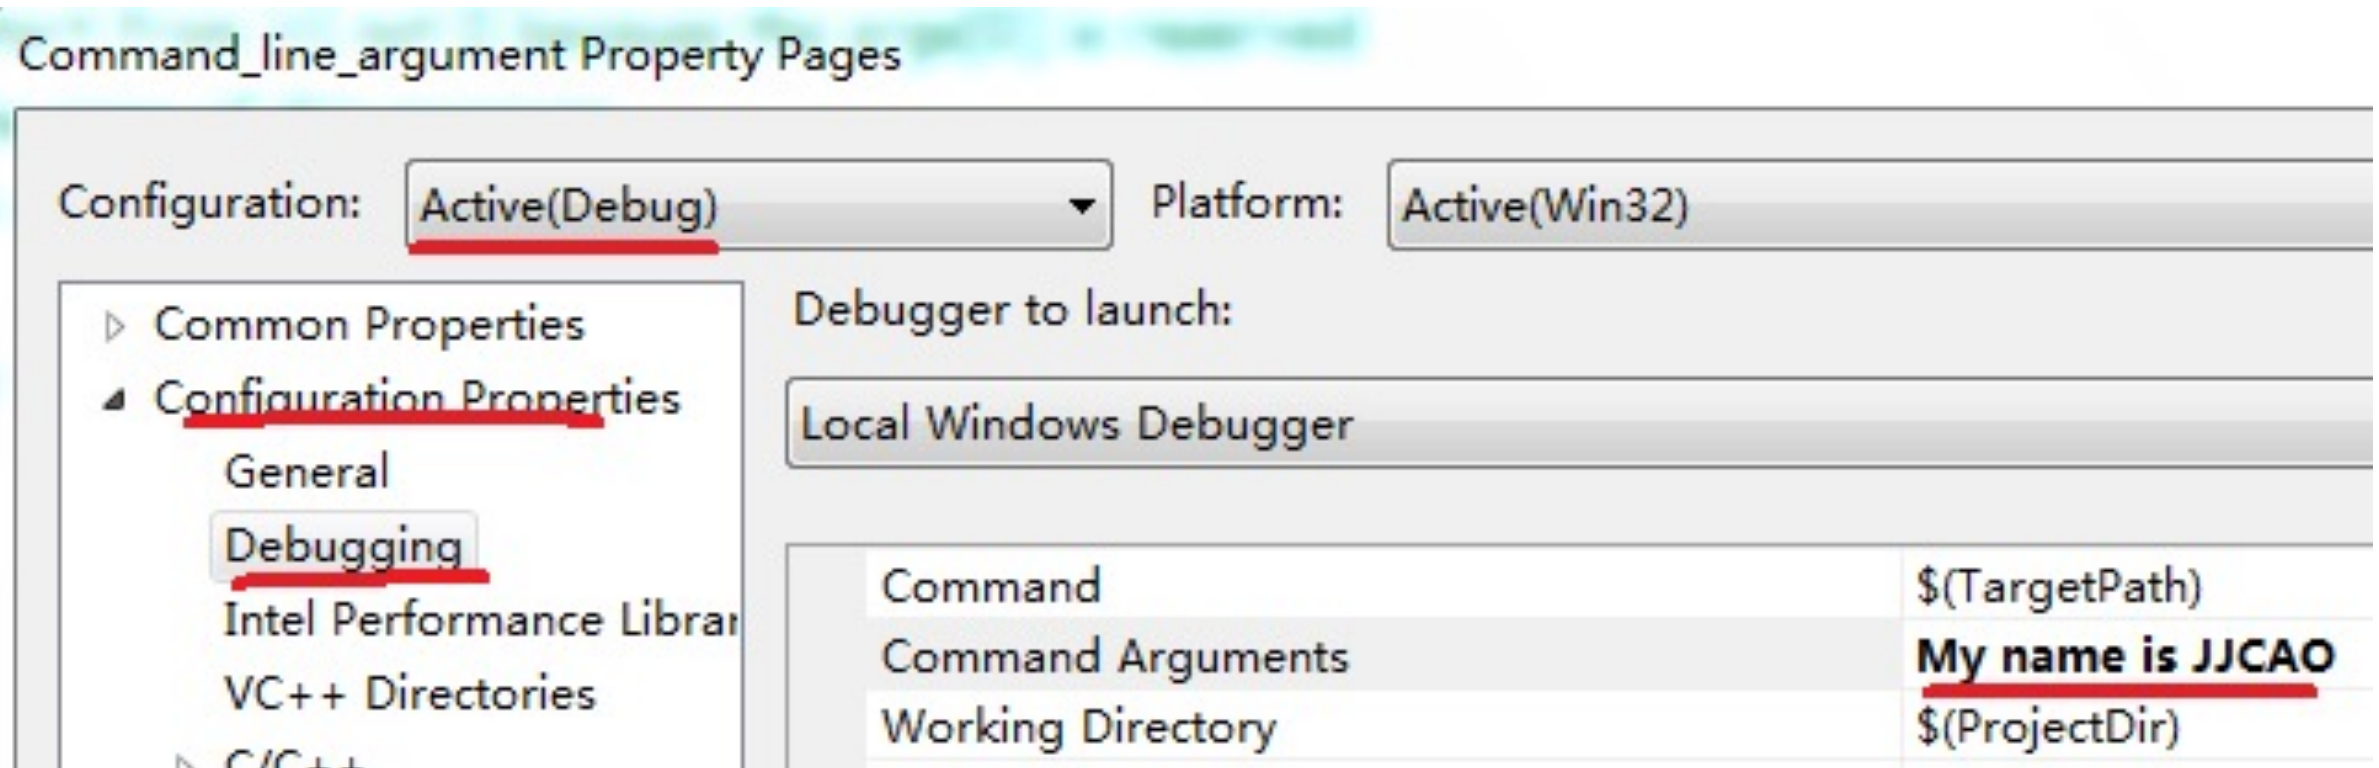 Command_line_argument Property Pages
Configuration: Active(Debug) Platform: Active(Win32)
Common Properties
Configuration Properties
General
Debugging
Intel Performance Librar
VC++ Directories
C/C++
Debugger to launch:
Local Windows Debugger
Command $(TargetPath)
Command Arguments My name is JJCAO
Working Directory $(ProjectDir)